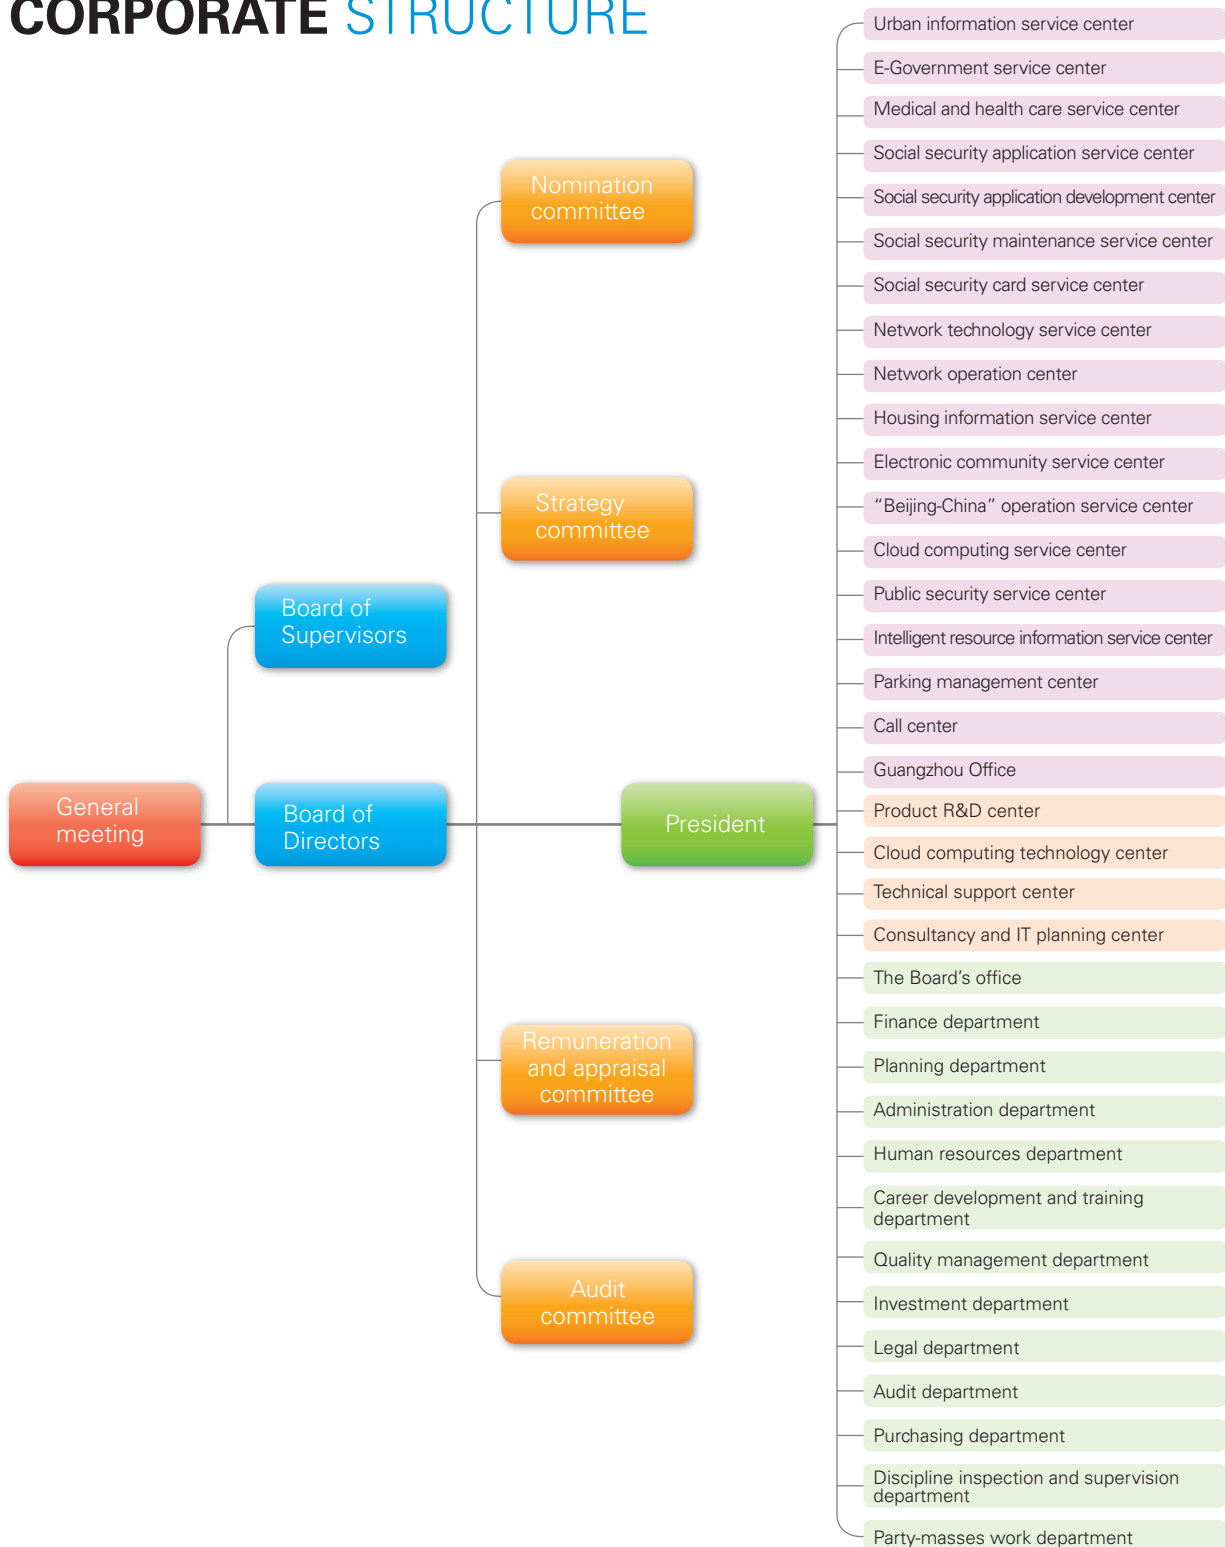 CORPORATE STRUCTURE
General
meeting
Board of
Supervisors
Board of
Directors
Nomination
committee
Strategy
committee
President
Remuneration
and appraisal
committee
Audit
committee
Urban information service center
E-Government service center
Medical and health care service center
Social security application service center
Social security application development center
Social security maintenance service center
Social security card service center
Network technology service center
Network operation center
Housing information service center
Electronic community service center
“Beijing-China” operation service center
Cloud computing service center
Public security service center
Intelligent resource information service center
Parking management center
Call center
Guangzhou Office
Product R&D center
Cloud computing technology center
Technical support center
Consultancy and IT planning center
The Board’s office
Finance department
Planning department
Administration department
Human resources department
Career development and training
department
Quality management department
Investment department
Legal department
Audit department
Purchasing department
Discipline inspection and supervision
department
Party-masses work department